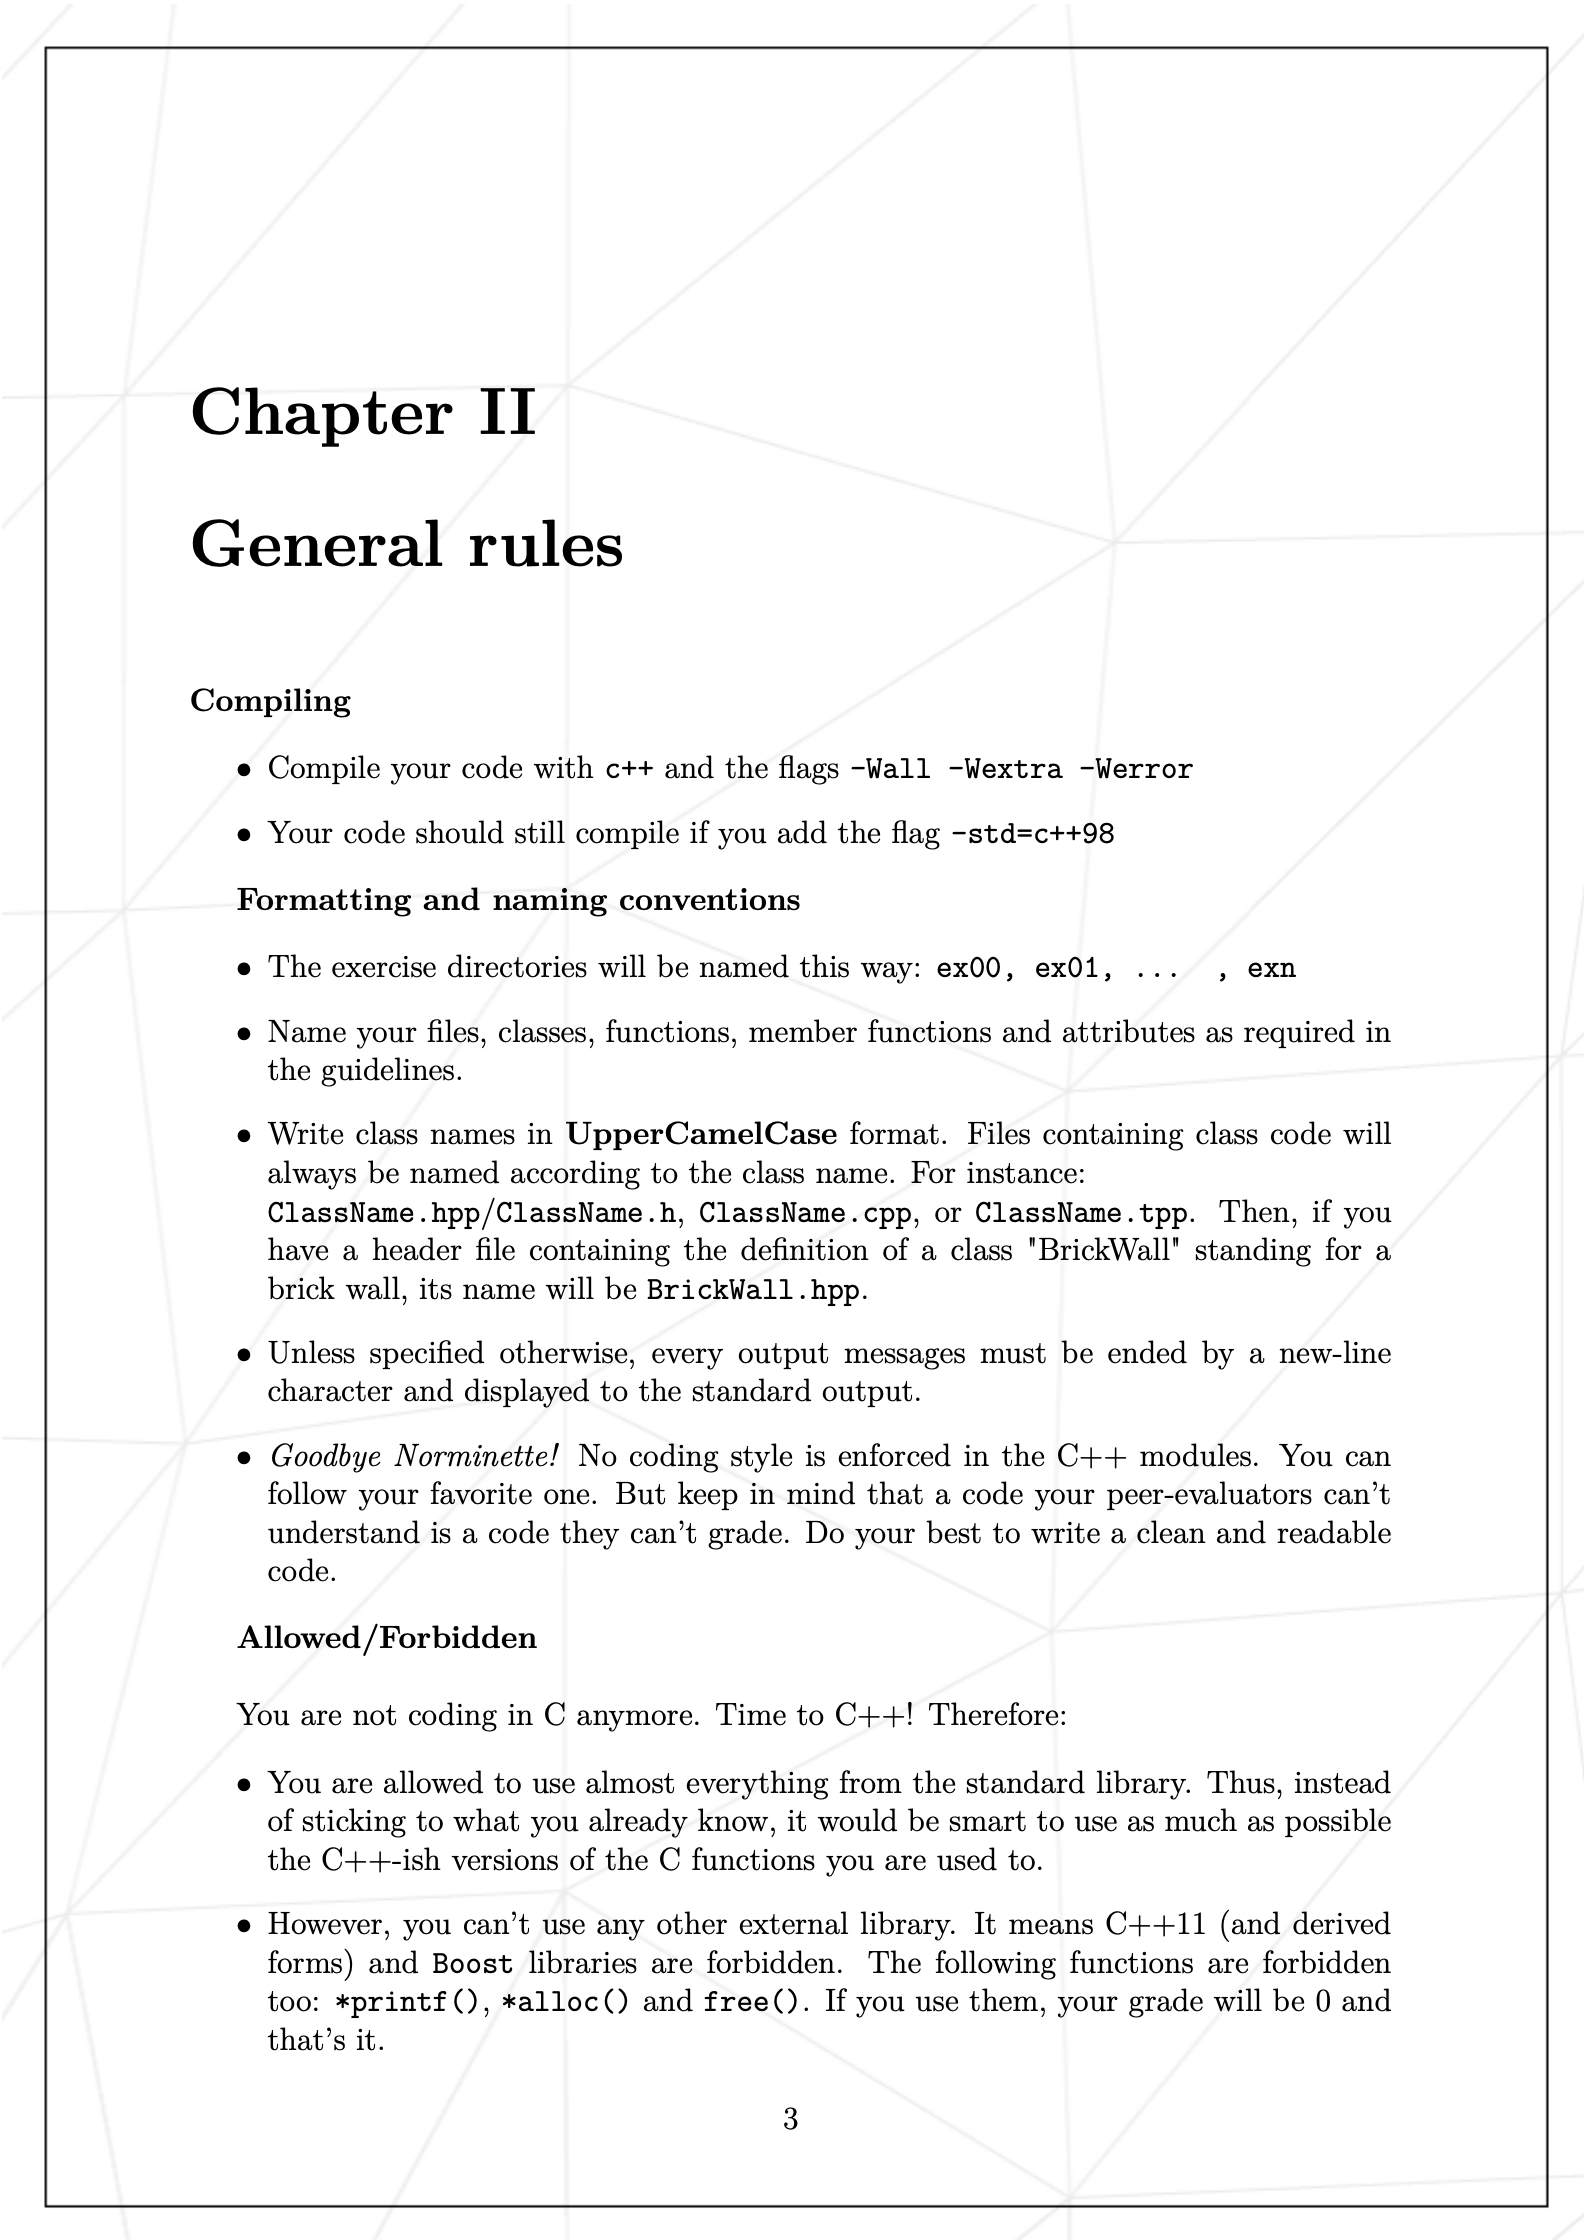 Chapter II
General rules
Compiling
• Compile your code with c++ and the flags -Wall -Wextra -Werror
• Your code should still compile if you add the flag -std=c++98
Formatting and naming conventions
• The exercise directories will be named this way: ex00, ex01, ... , exn
• Name your files, classes, functions, member functions and attributes as required in
the guidelines.
• Write class names in UpperCamelCase format. Files containing class code will
always be named according to the class name. For instance:
ClassName.hpp/ClassName.h, ClassName.cpp, or ClassName.tpp. Then, if you
have a header file containing the definition of a class "BrickWall" standing for a
brick wall, its name will be BrickWall.hpp.
• Unless specified otherwise, every output messages must be ended by a new-line
character and displayed to the standard output.
• Goodbye Norminette! No coding style is enforced in the C++ modules. You can
follow your favorite one. But keep in mind that a code your peer-evaluators can't
understand is a code they can't grade. Do your best to write a clean and readable
code.
Allowed/Forbidden
You are not coding in C anymore. Time to C++! Therefore:
• You are allowed to use almost everything from the standard library. Thus, instead
of sticking to what you already know, it would be smart to use as much as possible
the C++-ish versions of the C functions you are used to.
• However, you can't use any other external library. It means C++11 (and derived
forms) and Boost libraries are forbidden. The following functions are forbidden
too: *printf(), *alloc() and free(). If you use them, your grade will be 0 and
that's it.
3